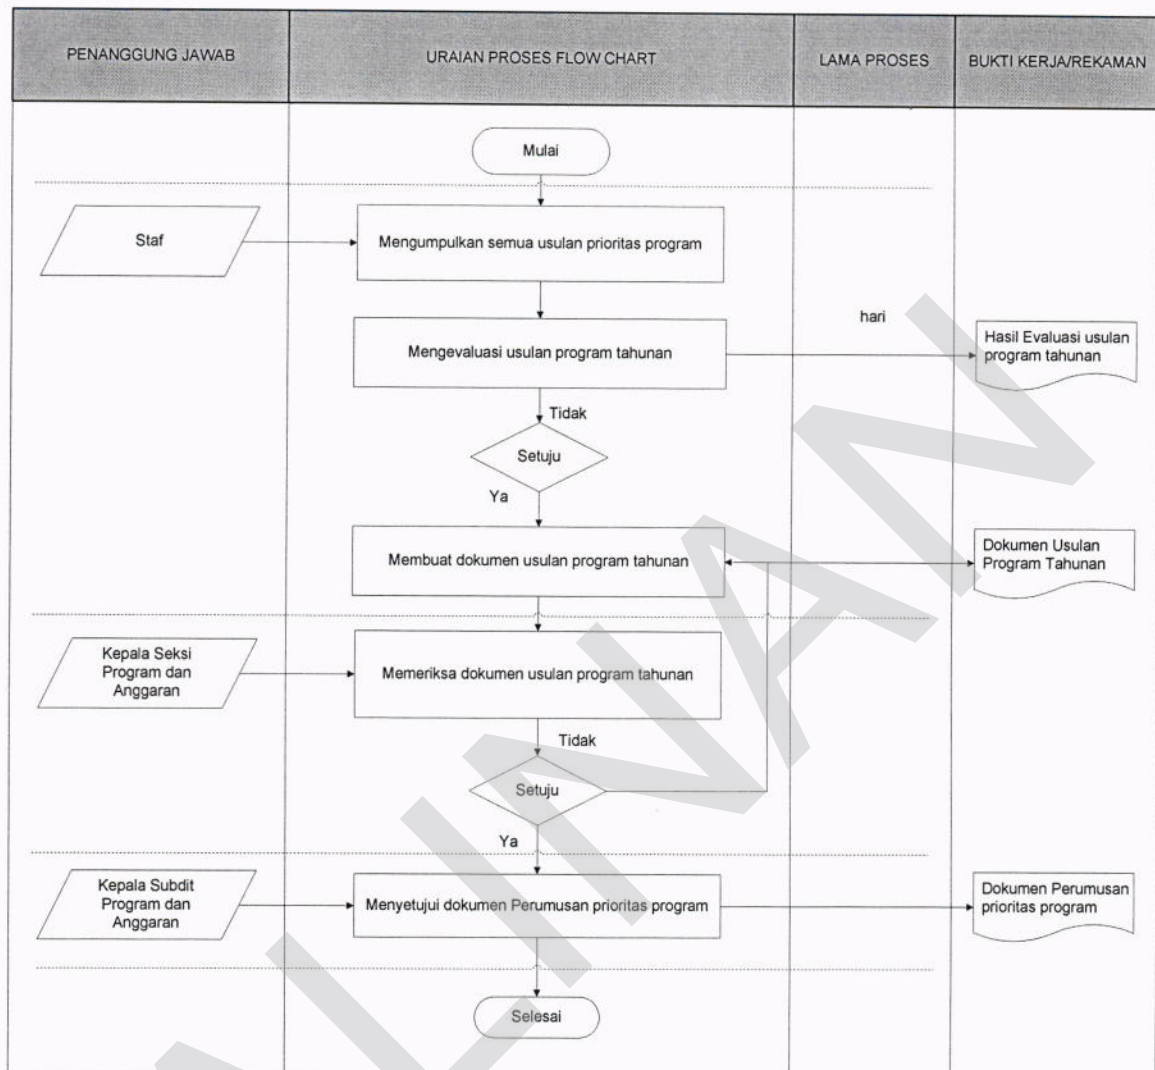 PENANGGUNG JAWAB
URAIAN PROSES FLOW CHART
LAMA PROSES
BUKTI KERJA/REKAMAN
Mulai
Staf
Mengumpulkan semua usulan prioritas program
hari
Mengevaluasi usulan program tahunan
Hasil Evaluasi usulan
program tahunan
Tidak
Setuju
Ya
Membuat dokumen usulan program tahunan
Dokumen Usulan
Program Tahunan
Kepala Seksi
Program dan
Anggaran
Memeriksa dokumen usulan program tahunan
Tidak
Setuju
Ya
Kepala Subdit
Program dan
Anggaran
Menyetujui dokumen Perumusan prioritas program
Dokumen Perumusan
prioritas program
Selesai
ALINAN